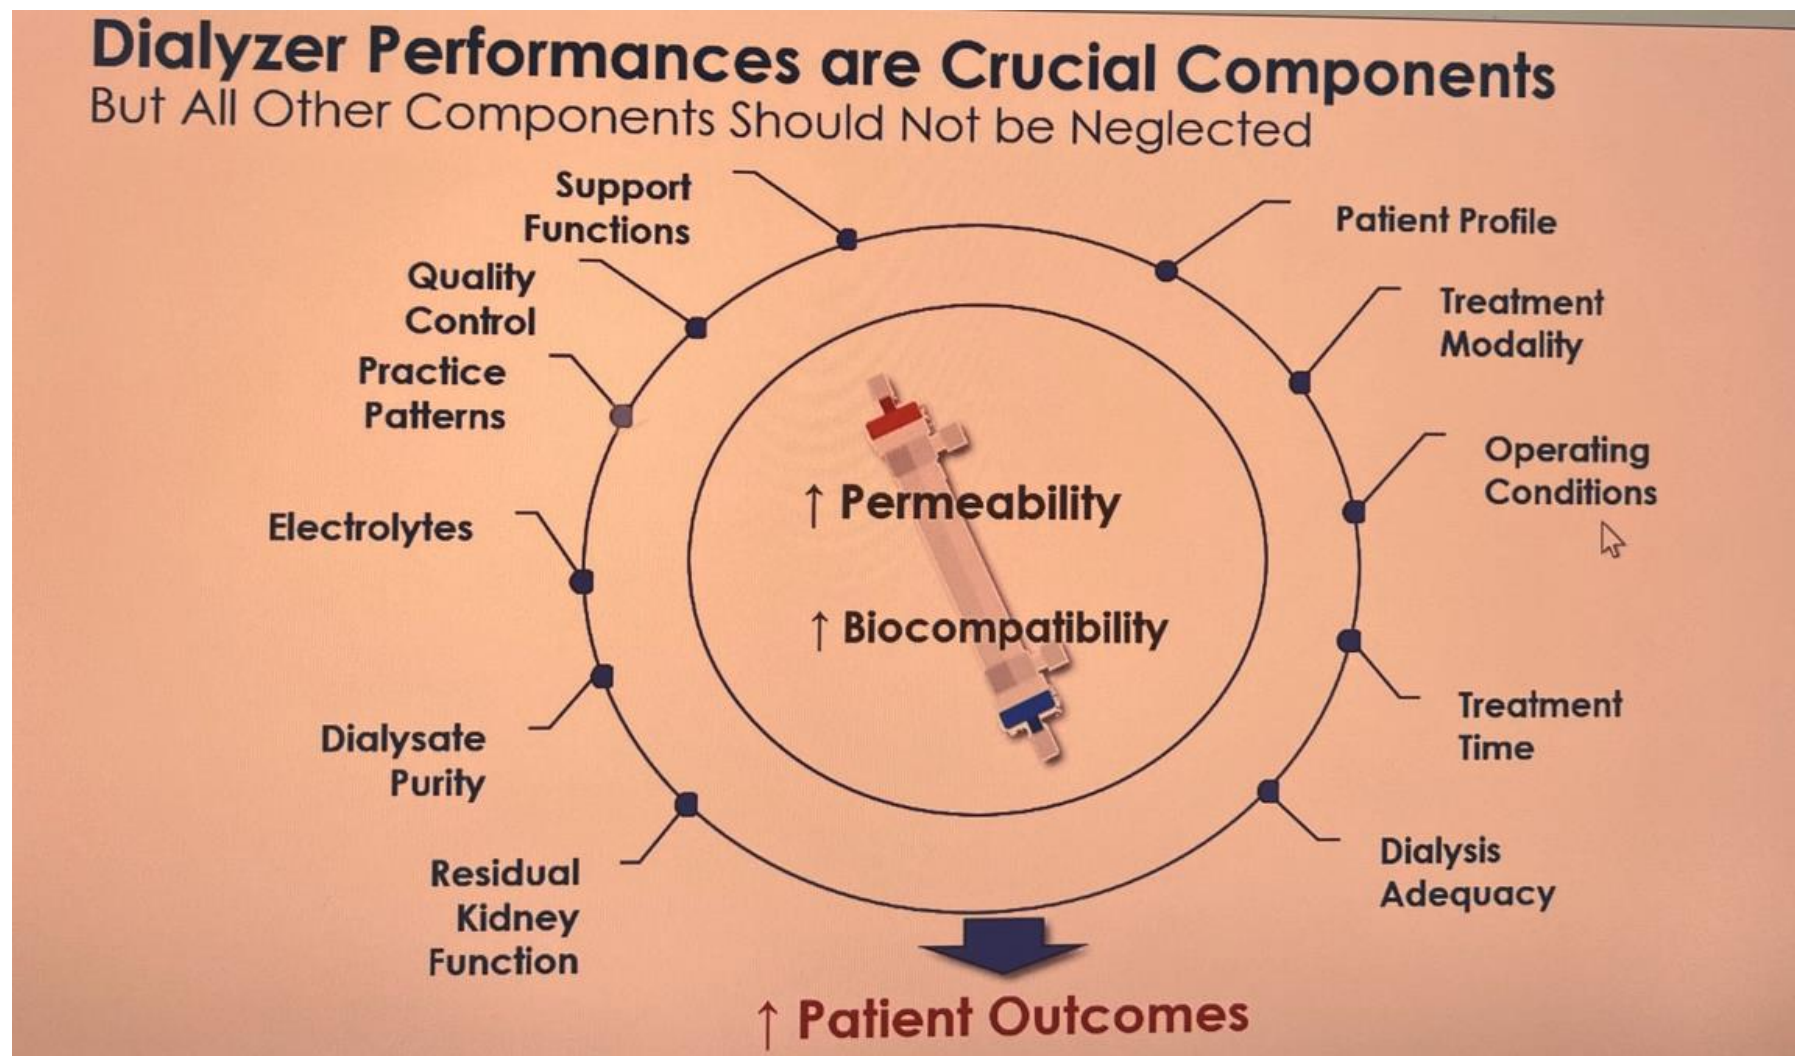 Dialyzer Performances are Crucial Components
But All Other Components Should Not be Neglected
Support
Functions
Quality
Control
Practice
Patterns
Electrolytes
Dialysate
Purity
Residual
Kidney
Function
Patient Profile
Treatment
Modality
Operating
Conditions
Treatment
Time
Dialysis
Adequacy
↑ Permeability
↑ Biocompatibility
↑ Patient Outcomes